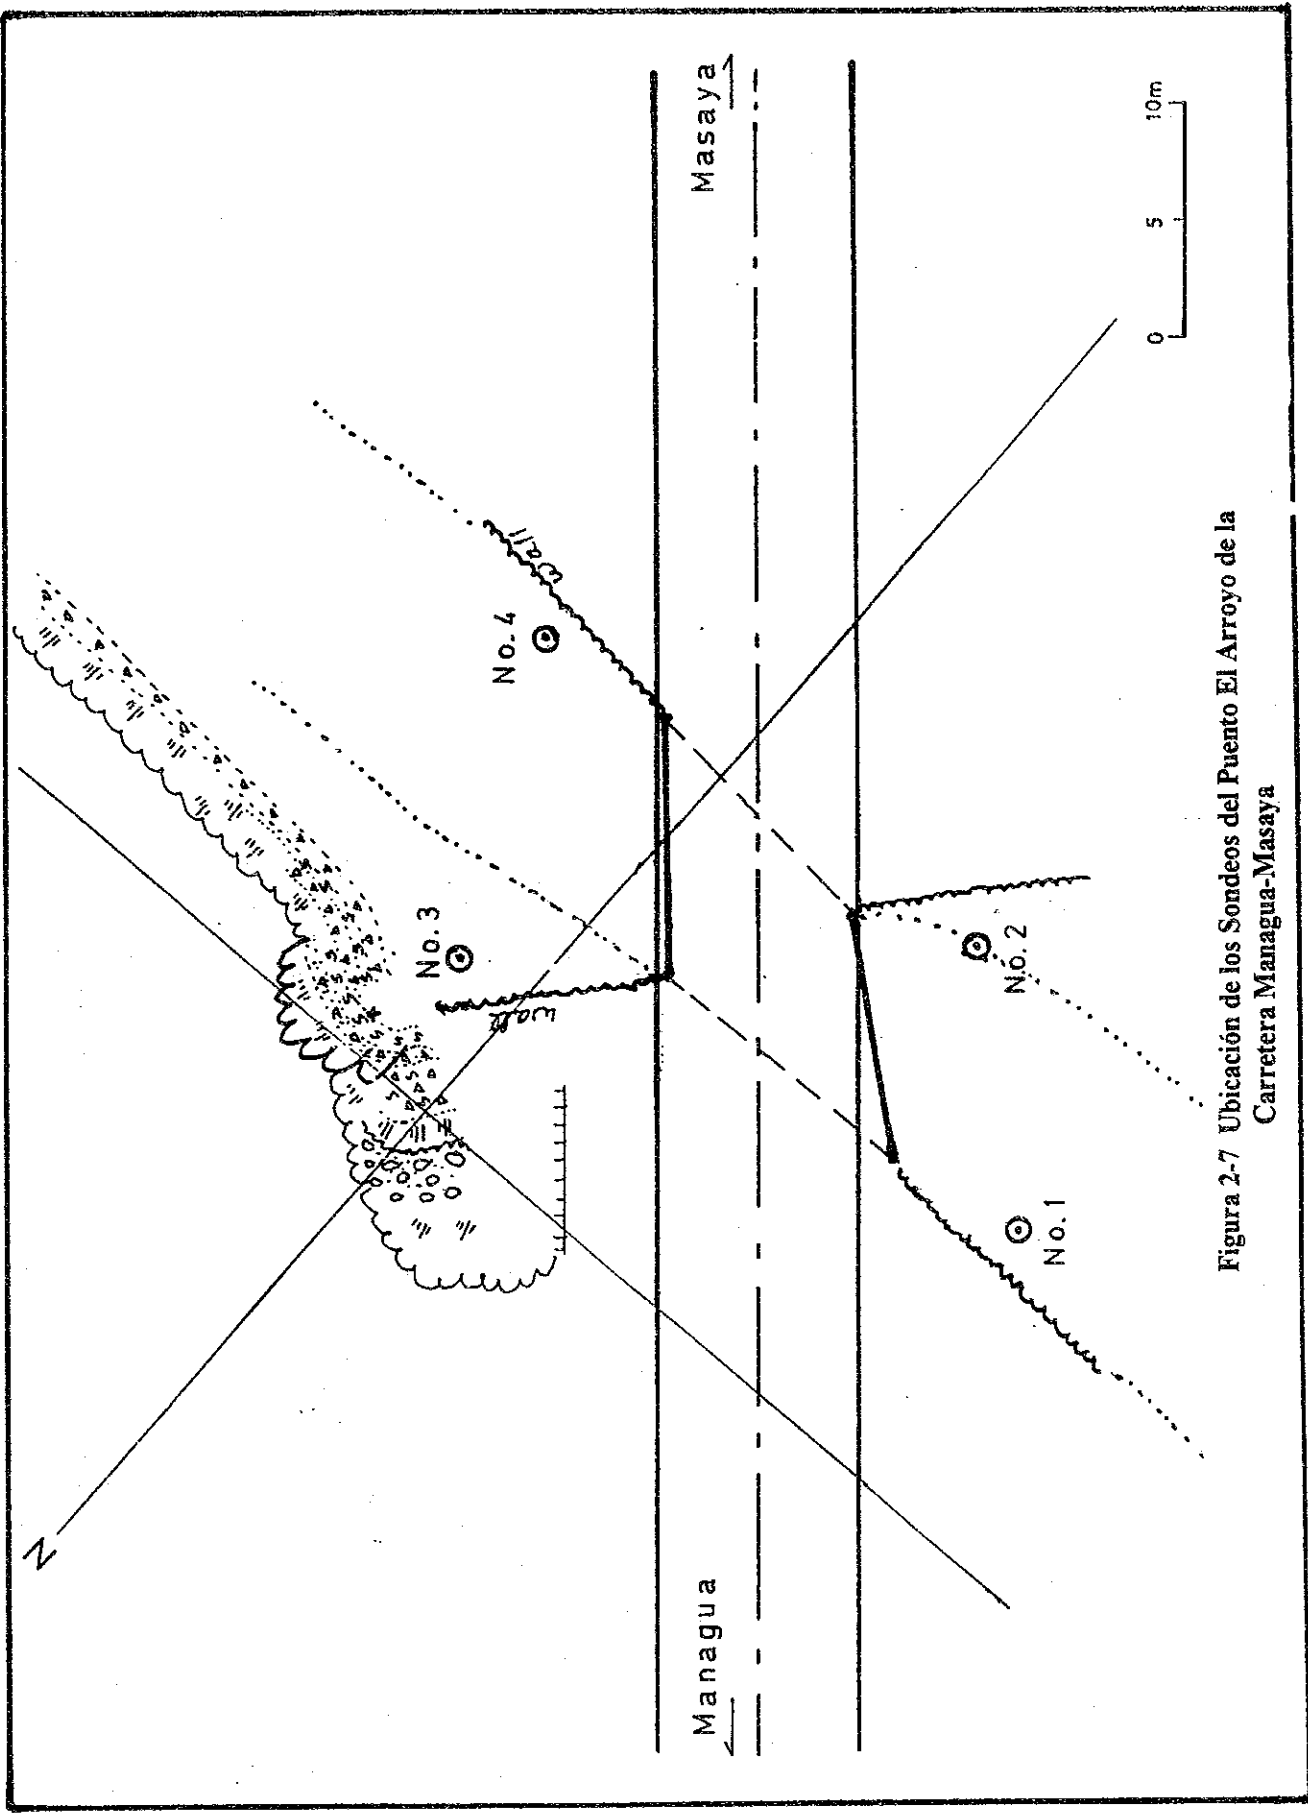 N
wall
No. 4
No. 3
wall
Managua
Masaya
No. 2
No. 1
0 5 10m
Figura 2-7 Ubicación de los Sondeos del Puento El Arroyo de la
Carretera Managua-Masaya